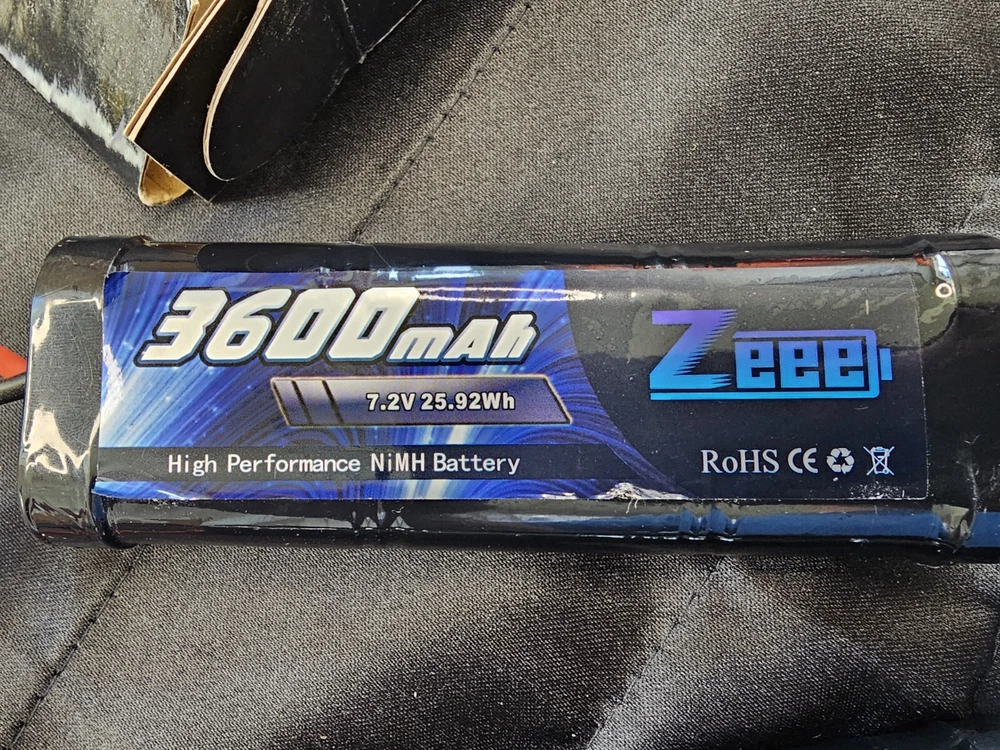 3600mAh
7.2V 25.92Wh
High Performance NiMH Battery
Zeee
RoHS CE